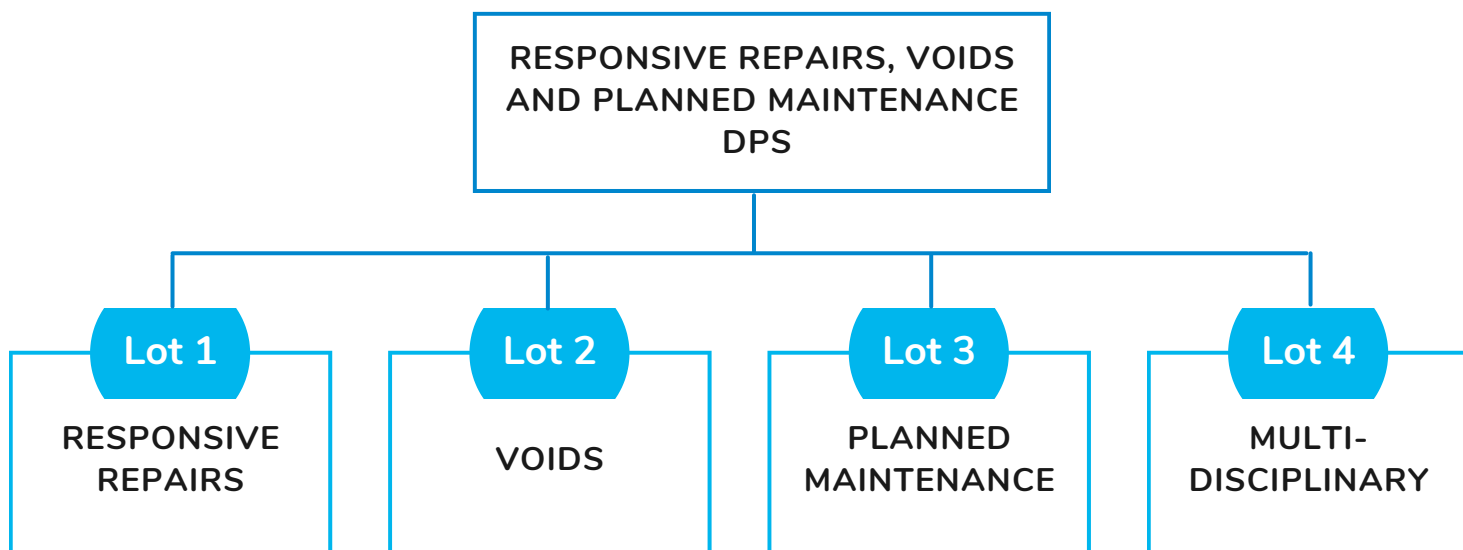 RESPONSIVE REPAIRS, VOIDS
AND PLANNED MAINTENANCE
DPS
Lot 1
RESPONSIVE
REPAIRS
Lot 2
VOIDS
Lot 3
PLANNED
MAINTENANCE
Lot 4
MULTI-
DISCIPLINARY